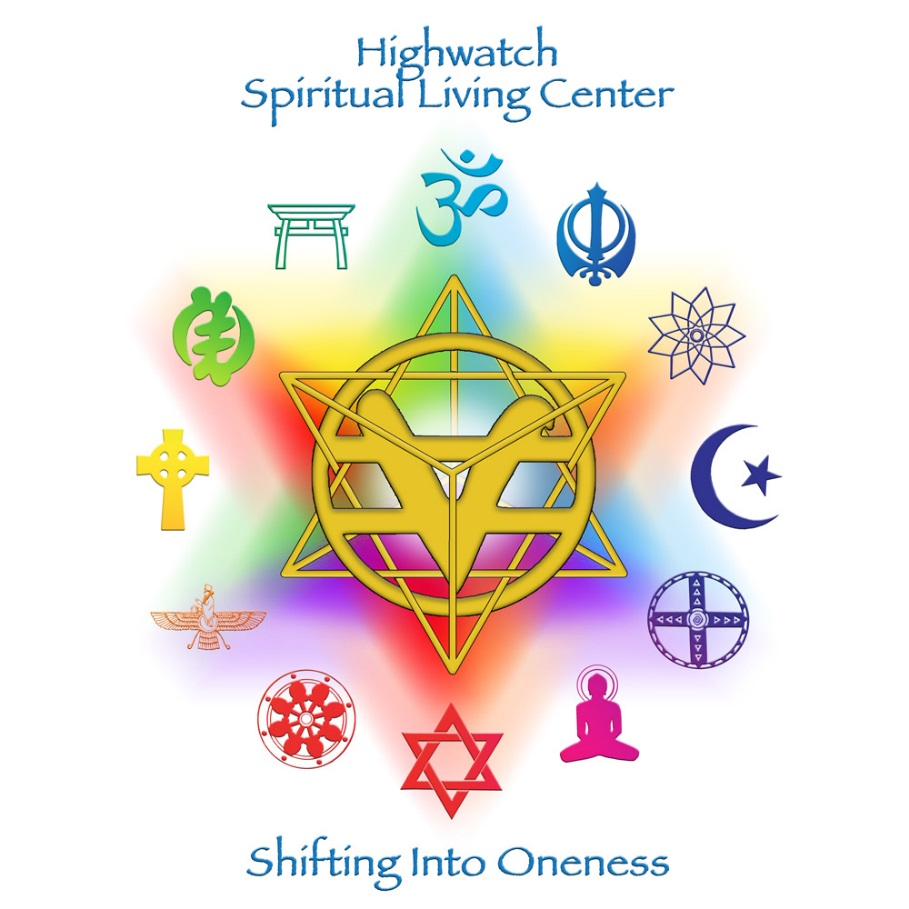 Highwatch
Spiritual Living Center
ॐ
Shifting Into Oneness